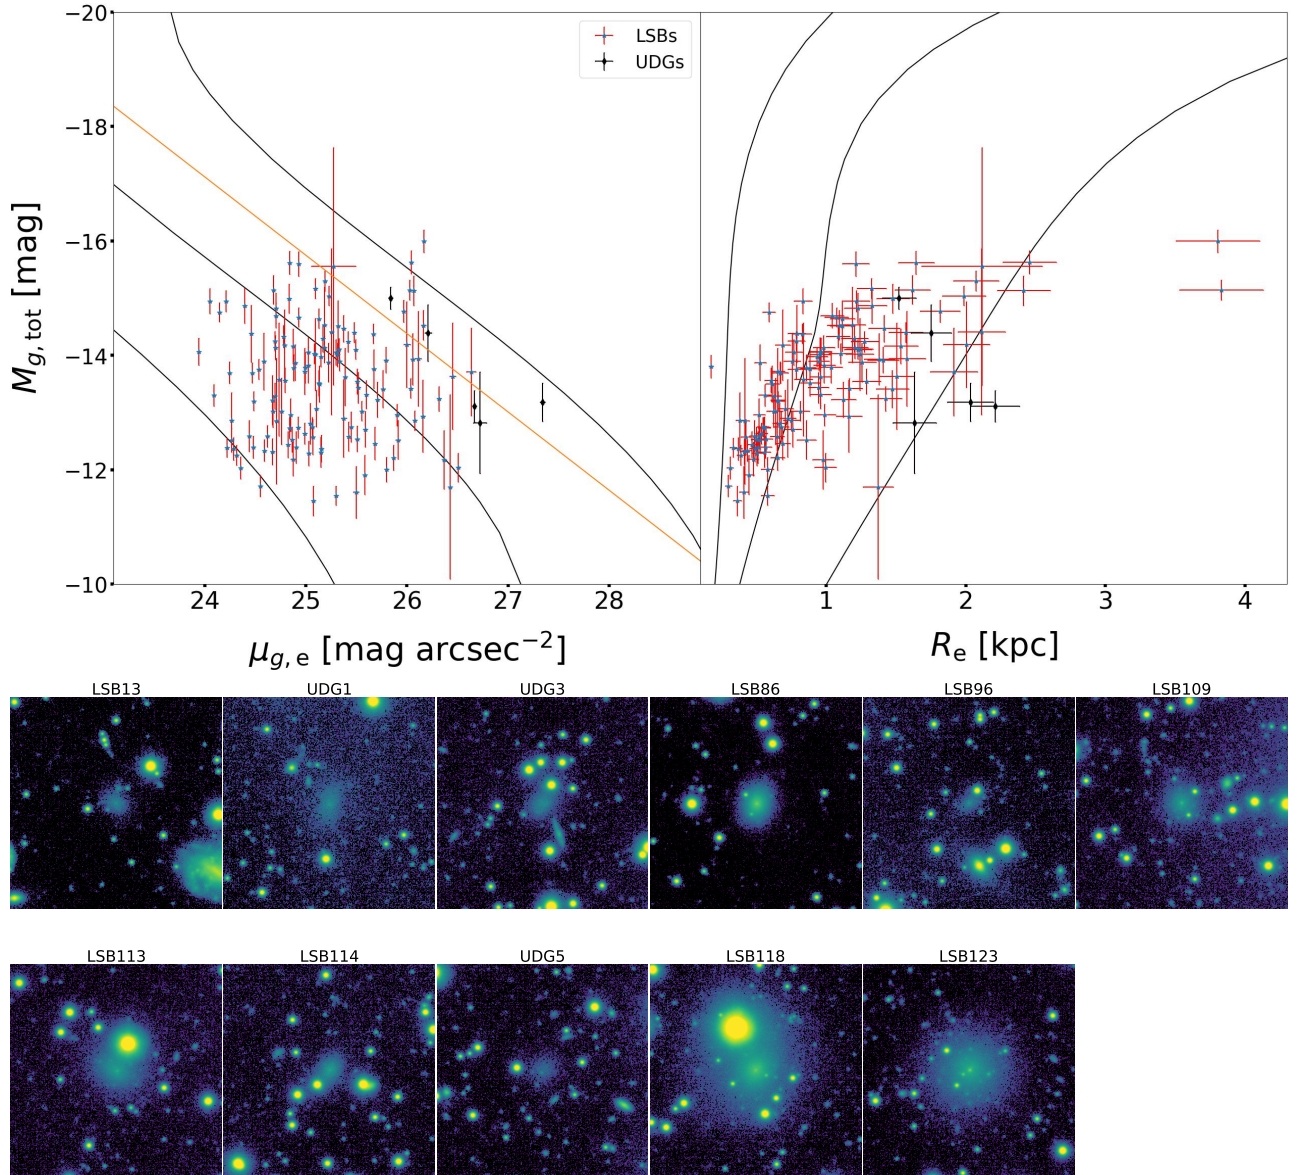 −20
−18
−16
−14
−12
−10
M_{g,tot} [mag]
LSBs
UDGs
24 25 26 27 28
1 2 3 4
μ_{g,e} [mag arcsec^{−2}]
R_e [kpc]
LSB13 UDG1 UDG3 LSB86 LSB96 LSB109
LSB113 LSB114 UDG5 LSB118 LSB123